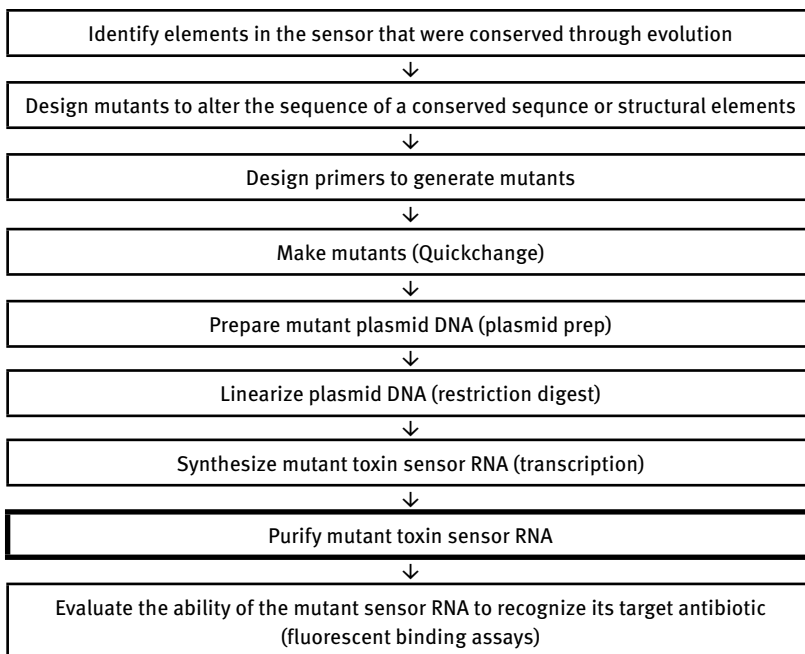 Identify elements in the sensor that were conserved through evolution
↓
Design mutants to alter the sequence of a conserved sequnce or structural elements
↓
Design primers to generate mutants
↓
Make mutants (Quickchange)
↓
Prepare mutant plasmid DNA (plasmid prep)
↓
Linearize plasmid DNA (restriction digest)
↓
Synthesize mutant toxin sensor RNA (transcription)
↓
Purify mutant toxin sensor RNA
↓
Evaluate the ability of the mutant sensor RNA to recognize its target antibiotic
(fluorescent binding assays)